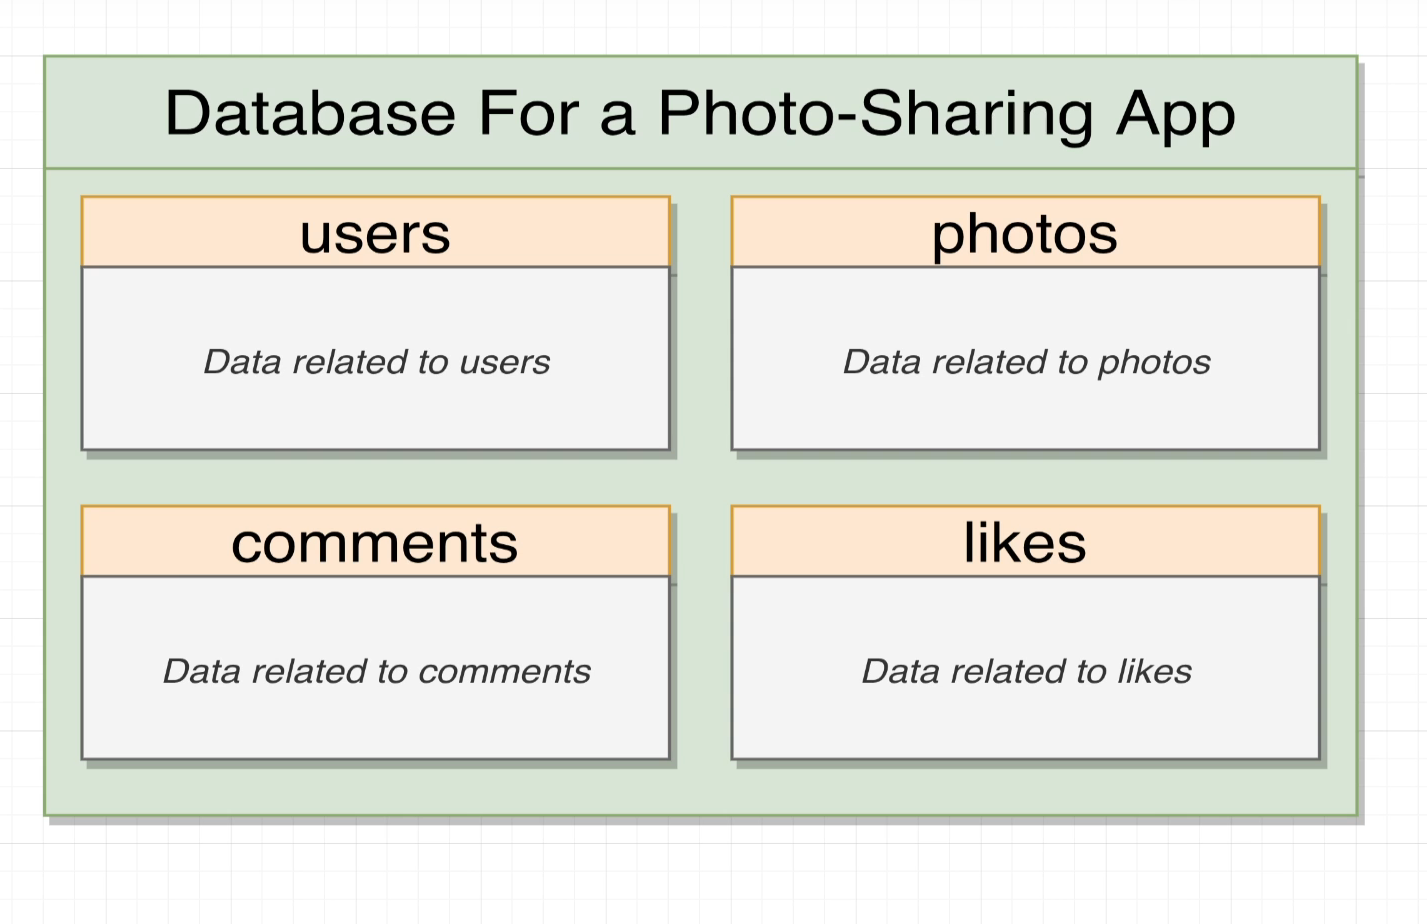 Database For a Photo-Sharing App
users
Data related to users
photos
Data related to photos
comments
Data related to comments
likes
Data related to likes